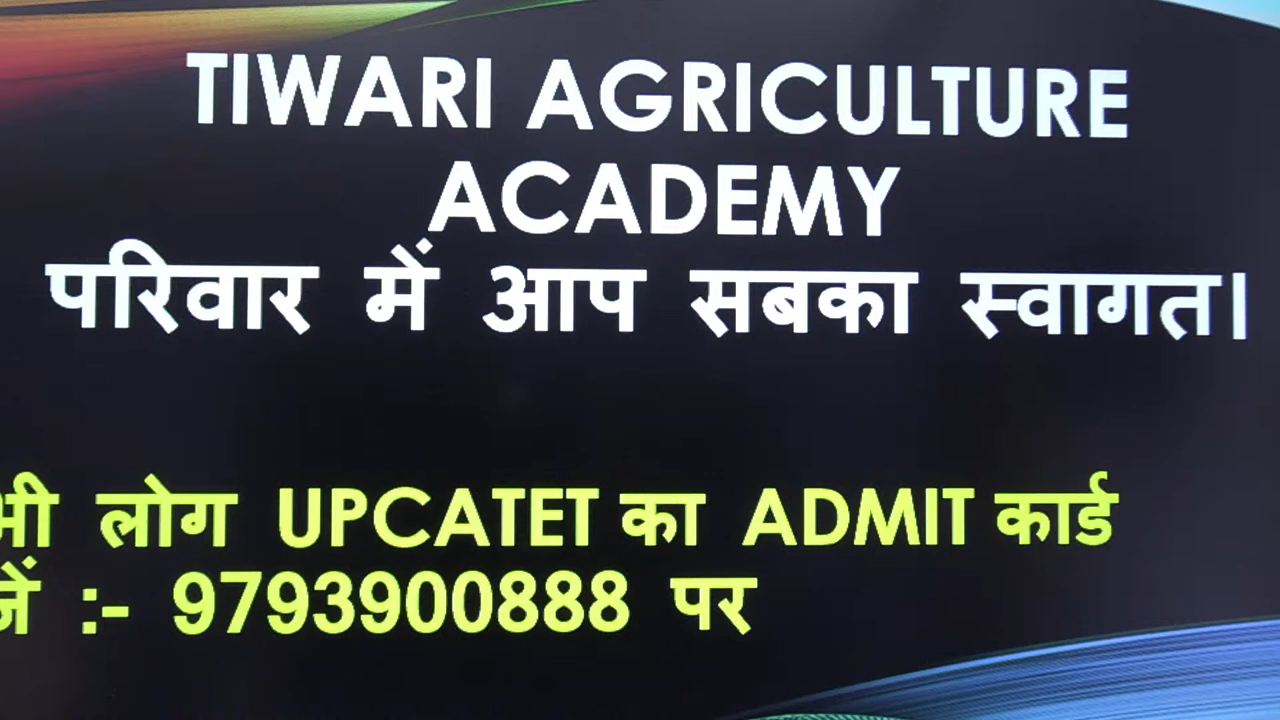 TIWARI AGRICULTURE
ACADEMY
परिवार में आप सबका स्वागत।
लोग UPCATET का ADMIT कार्ड
:- 9793900888 पर